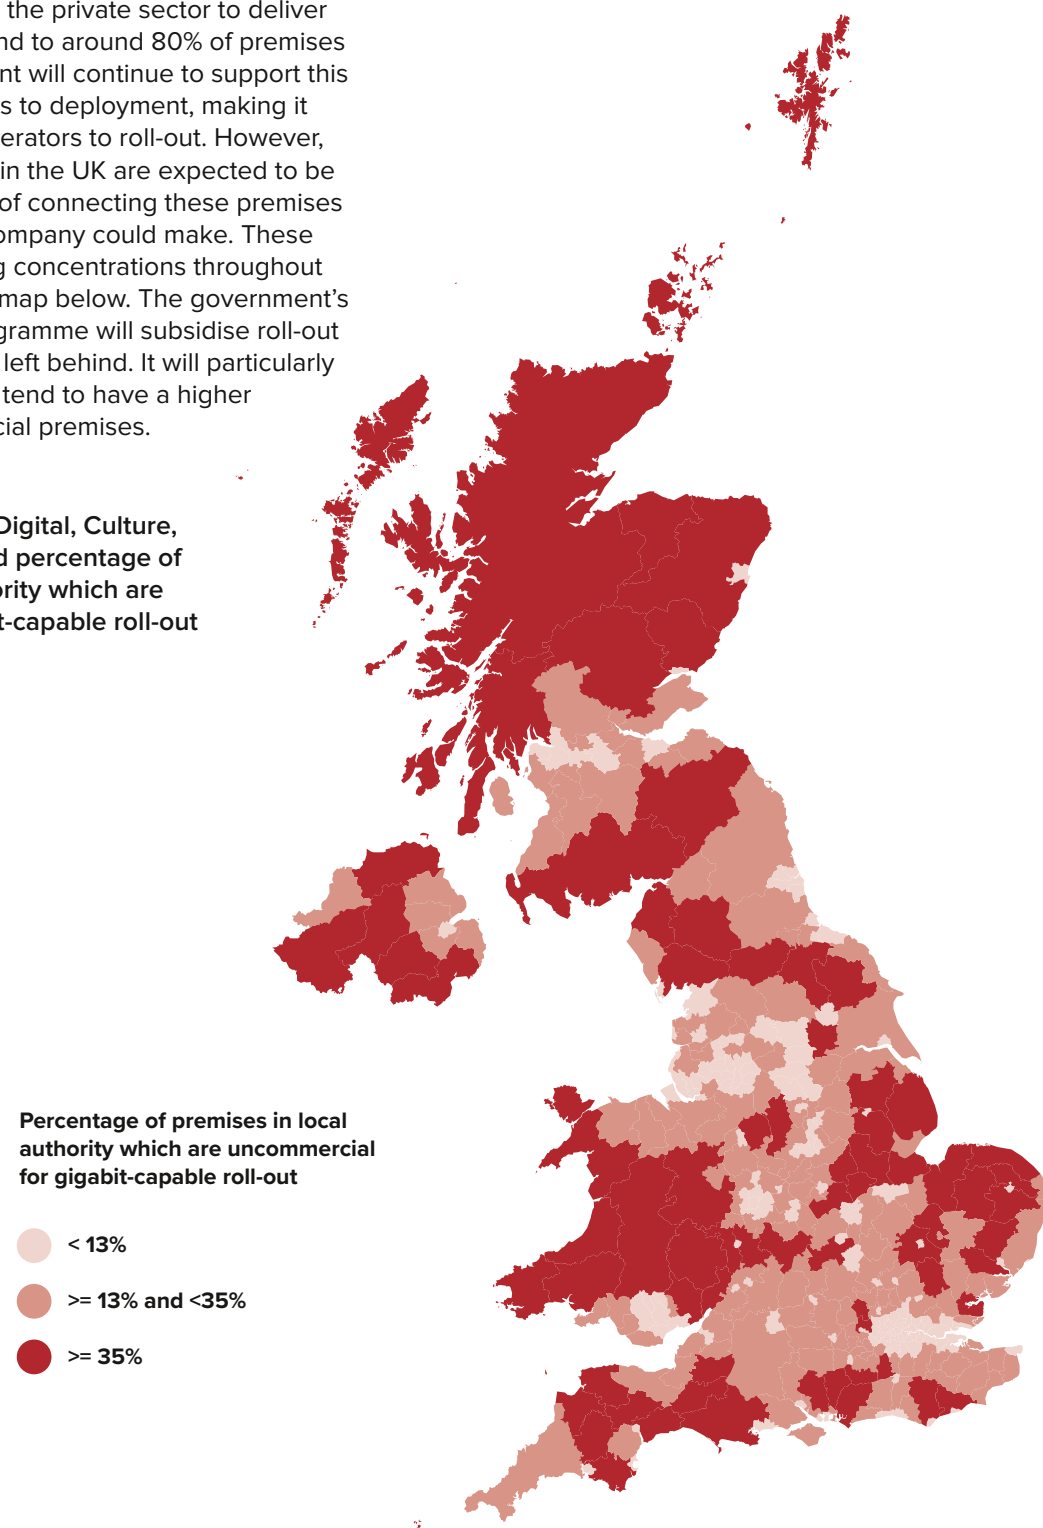 the private sector to deliver
nd to around 80% of premises
nt will continue to support this
s to deployment, making it
erators to roll-out. However,
in the UK are expected to be
of connecting these premises
ompany could make. These
g concentrations throughout
map below. The government’s
gramme will subsidise roll-out
left behind. It will particularly
tend to have a higher
cial premises.
Digital, Culture,
d percentage of
ority which are
t-capable roll-out
Percentage of premises in local
authority which are uncommercial
for gigabit-capable roll-out
< 13%
>= 13% and <35%
>= 35%